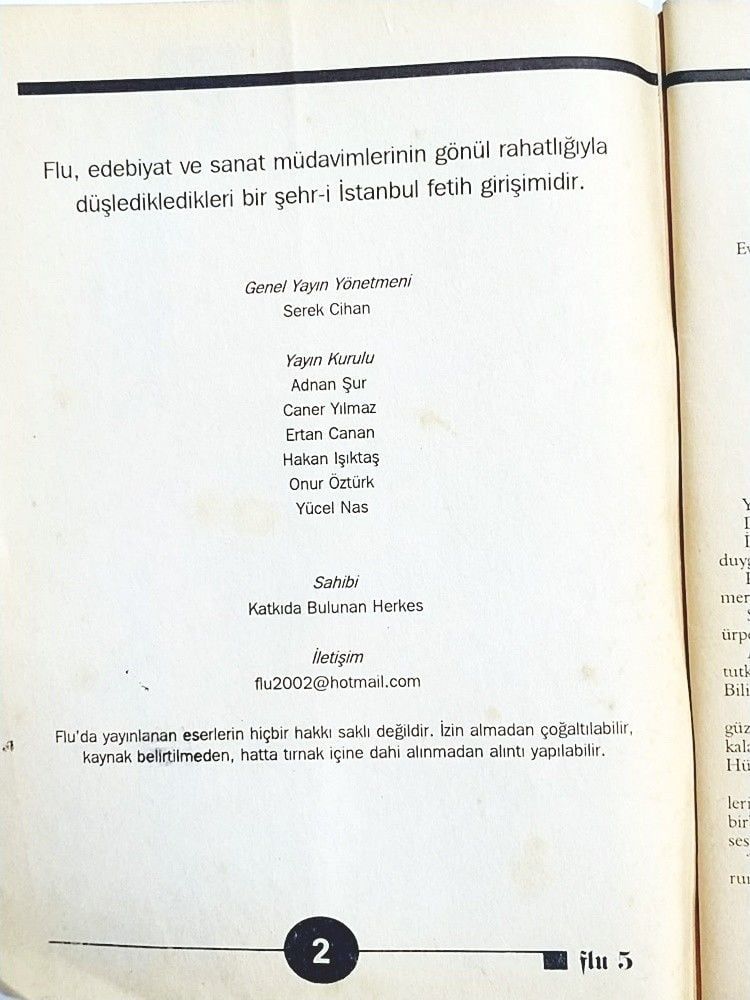 Flu, edebiyat ve sanat müdavimlerinin gönül rahatlığıyla
düşledikledikleri bir şehr-i İstanbul fetih girişimidir.
Genel Yayın Yönetmeni
Serek Cihan
Yayın Kurulu
Adnan Şur
Caner Yılmaz
Ertan Canan
Hakan Işıktaş
Onur Öztürk
Yücel Nas
Sahibi
Katkıda Bulunan Herkes
İletişim
flu2002@hotmail.com
Flu'da yayınlanan eserlerin hiçbir hakkı saklı değildir. İzin almadan çoğaltılabilir,
kaynak belirtilmeden, hatta tırnak içine dahi alınmadan alıntı yapılabilir.
2
flu 5